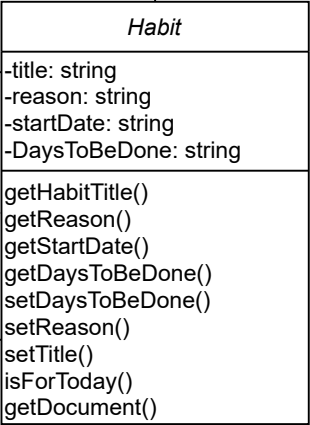 Habit
-title: string
-reason: string
-startDate: string
-DaysToBeDone: string
getHabitTitle()
getReason()
getStartDate()
getDaysToBeDone()
setDaysToBeDone()
setReason()
setTitle()
isForToday()
getDocument()